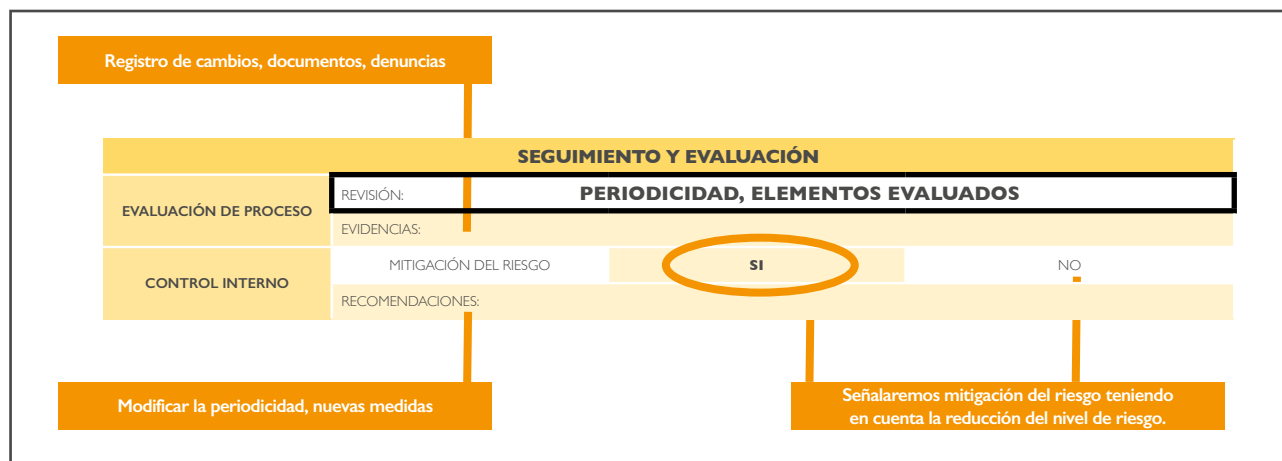 Registro de cambios, documentos, denuncias
SEGUIMIENTO Y EVALUACIÓN
EVALUACIÓN DE PROCESO
REVISIÓN:
PERIODICIDAD, ELEMENTOS EVALUADOS
EVIDENCIAS:
CONTROL INTERNO
MITIGACIÓN DEL RIESGO
SI
NO
RECOMENDACIONES:
Modificar la periodicidad, nuevas medidas
Señalaremos mitigación del riesgo teniendo
en cuenta la reducción del nivel de riesgo.